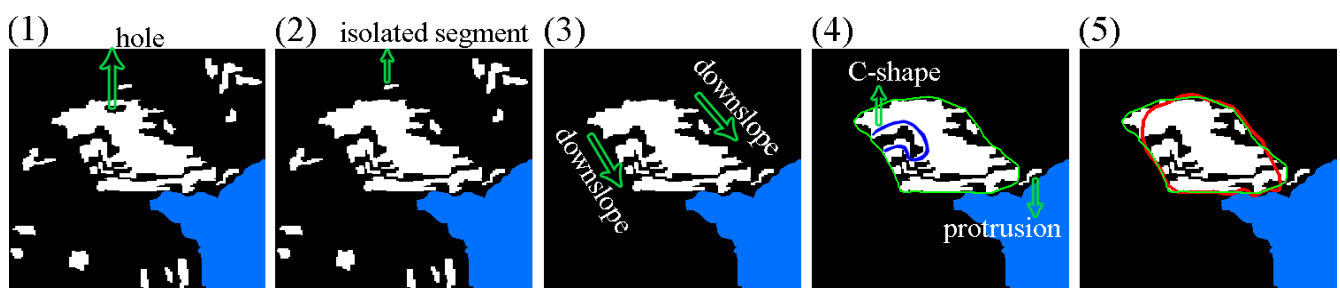 (1)
hole
(2)
isolated segment
(3)
downslope
downslope
(4)
C-shape
protrusion
(5)